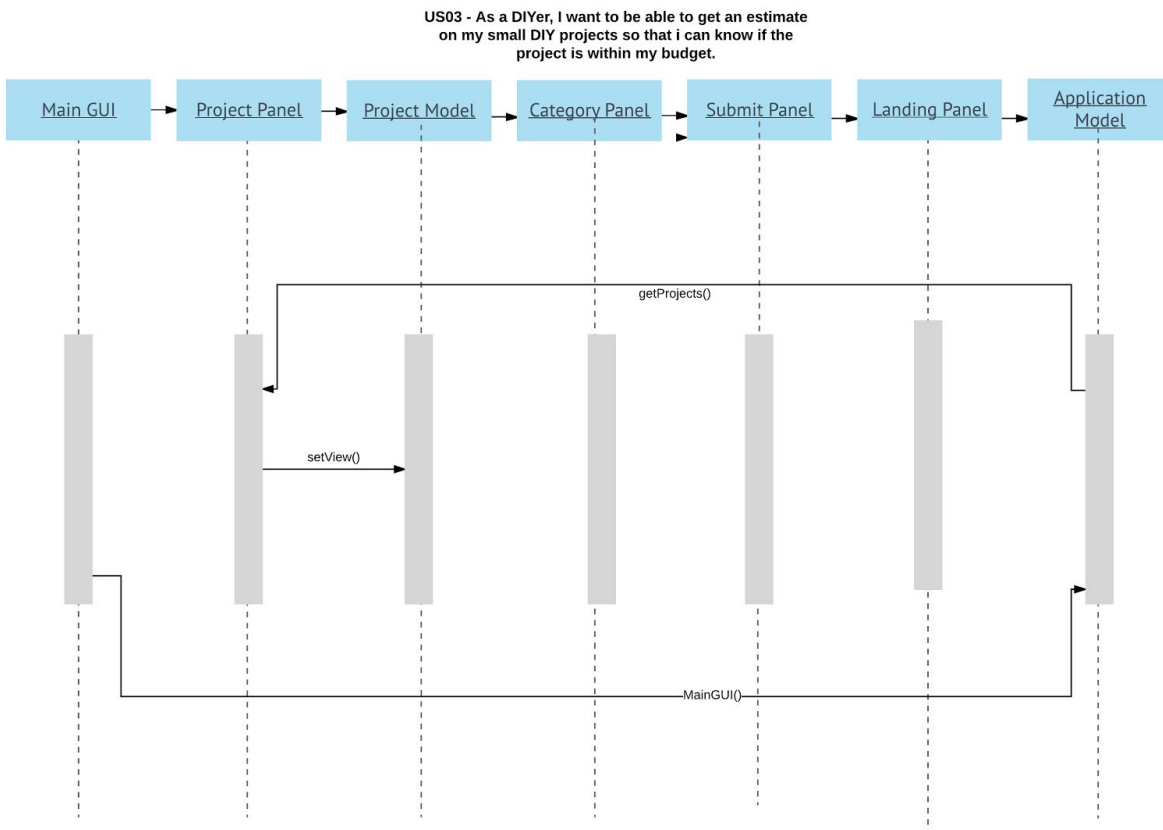 US03 - As a DIYer, I want to be able to get an estimate
on my small DIY projects so that i can know if the
project is within my budget.
Main GUI
Project Panel
Project Model
Category Panel
Submit Panel
Landing Panel
Application
Model
getProjects()
setView()
MainGUI()